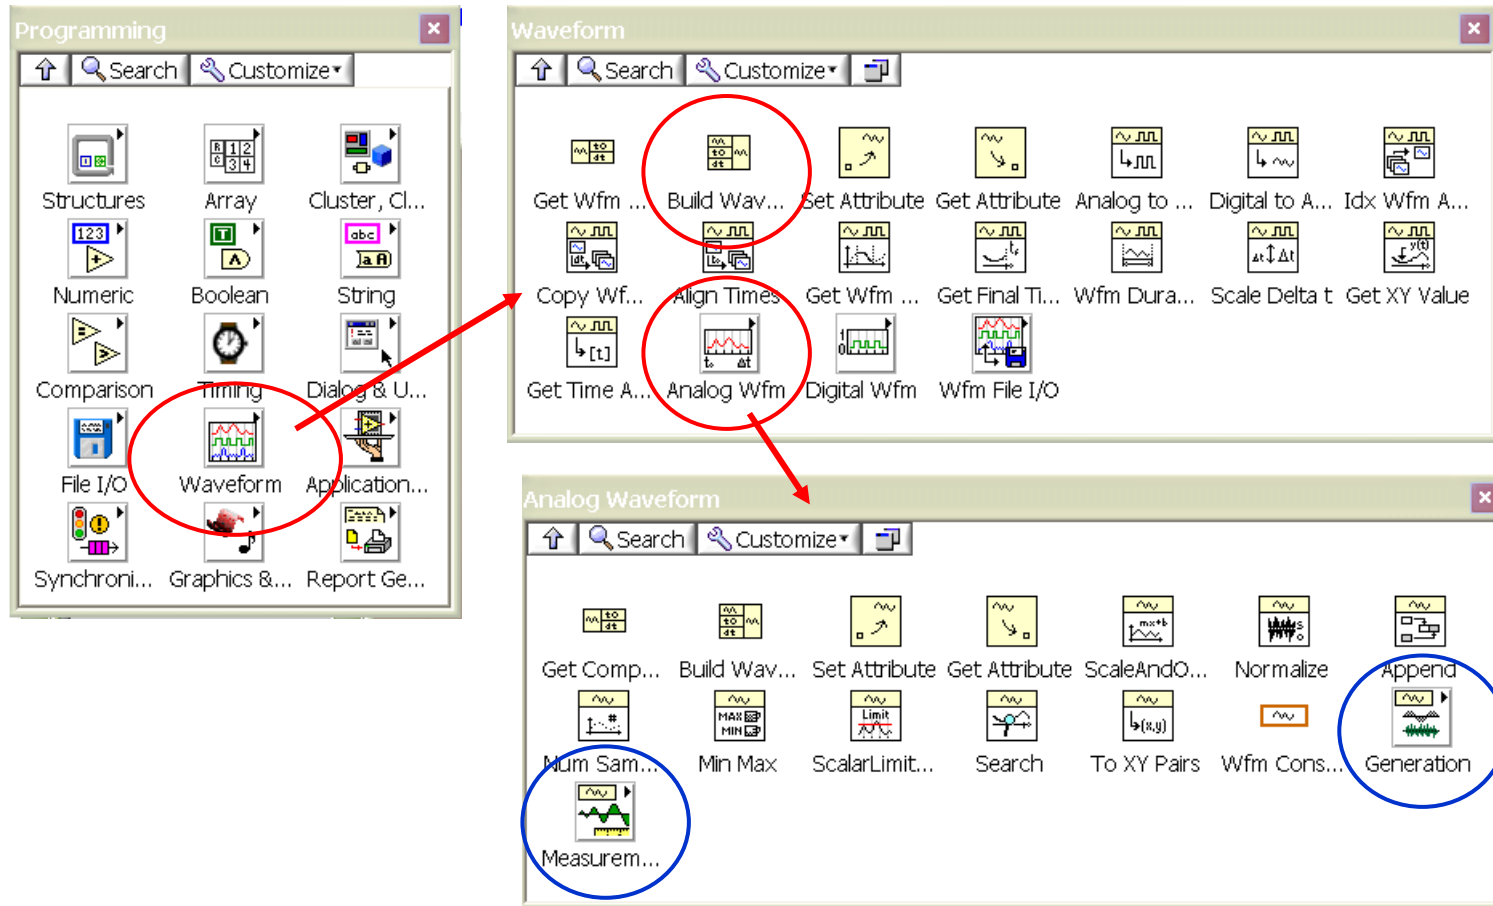 Programming
Search Customize
Structures Array Cluster, Cl...
Numeric Boolean String
Comparison Timing Dialog & U...
File I/O Waveform Application...
Synchroni... Graphics &... Report Ge...
Waveform
Search Customize
Get Wfm ... Build Wav... Set Attribute Get Attribute Analog to ... Digital to A... Idx Wfm A...
Copy Wf... Align Times Get Wfm ... Get Final Ti... Wfm Dura... Scale Delta t Get XY Value
Get Time A... Analog Wfm Digital Wfm Wfm File I/O
Analog Waveform
Search Customize
Get Comp... Build Wav... Set Attribute Get Attribute ScaleAndO... Normalize Append
Num Sam... Min Max ScalarLimit... Search To XY Pairs Wfm Cons... Generation
Measurem...